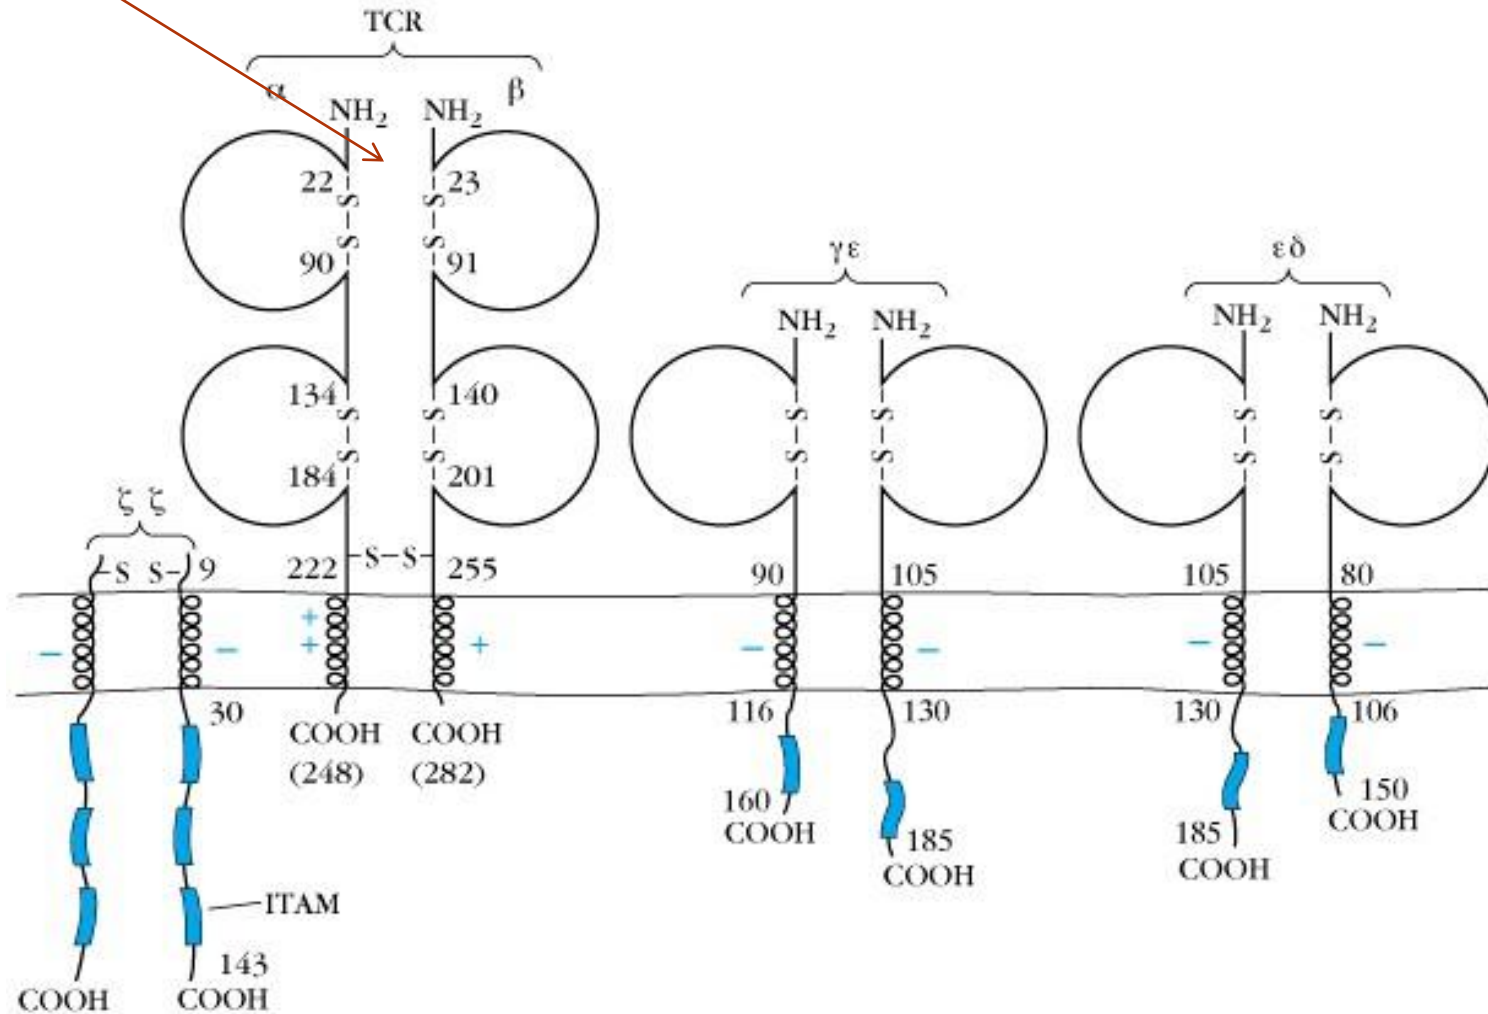 TCR
α β
NH2 NH2
22 S S 23
S S
90 91
γε εδ
NH2 NH2 NH2 NH2
134 S S 140 S S S S
184 S S 201 S S S S
ζ ζ
S S 9 222 S S 255 90 105 105 80
+
− − + + − − − −
30 116 130 130 106
COOH COOH
(248) (282)
160 185 150
COOH COOH COOH COOH
185
ITAM
143
COOH COOH